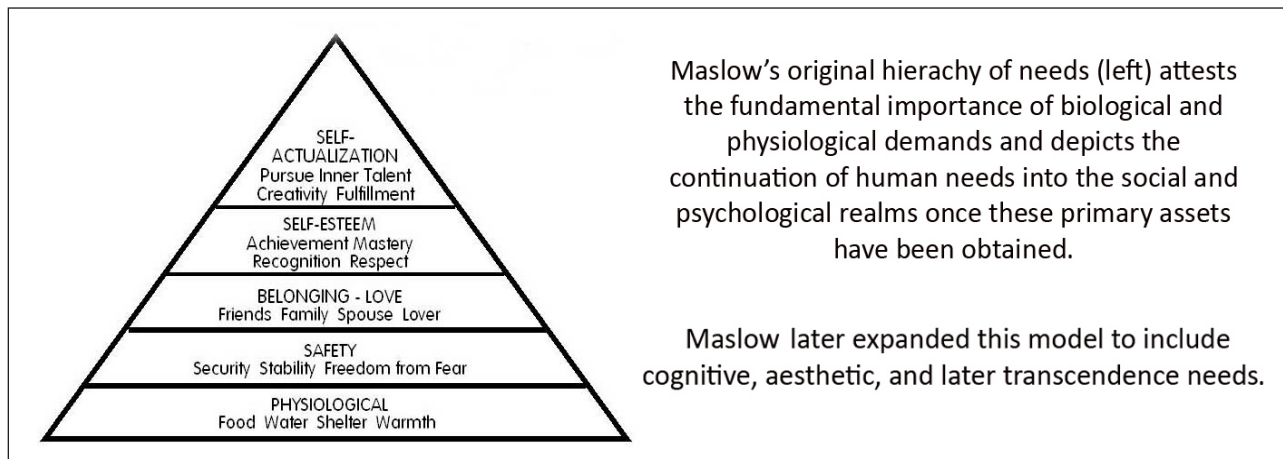 SELF-
ACTUALIZATION
Pursue Inner Talent
Creativity Fulfillment
SELF-ESTEEM
Achievement Mastery
Recognition Respect
BELONGING - LOVE
Friends Family Spouse Lover
SAFETY
Security Stability Freedom from Fear
PHYSIOLOGICAL
Food Water Shelter Warmth
Maslow’s original hierachy of needs (left) attests
the fundamental importance of biological and
physiological demands and depicts the
continuation of human needs into the social and
psychological realms once these primary assets
have been obtained.
Maslow later expanded this model to include
cognitive, aesthetic, and later transcendence needs.